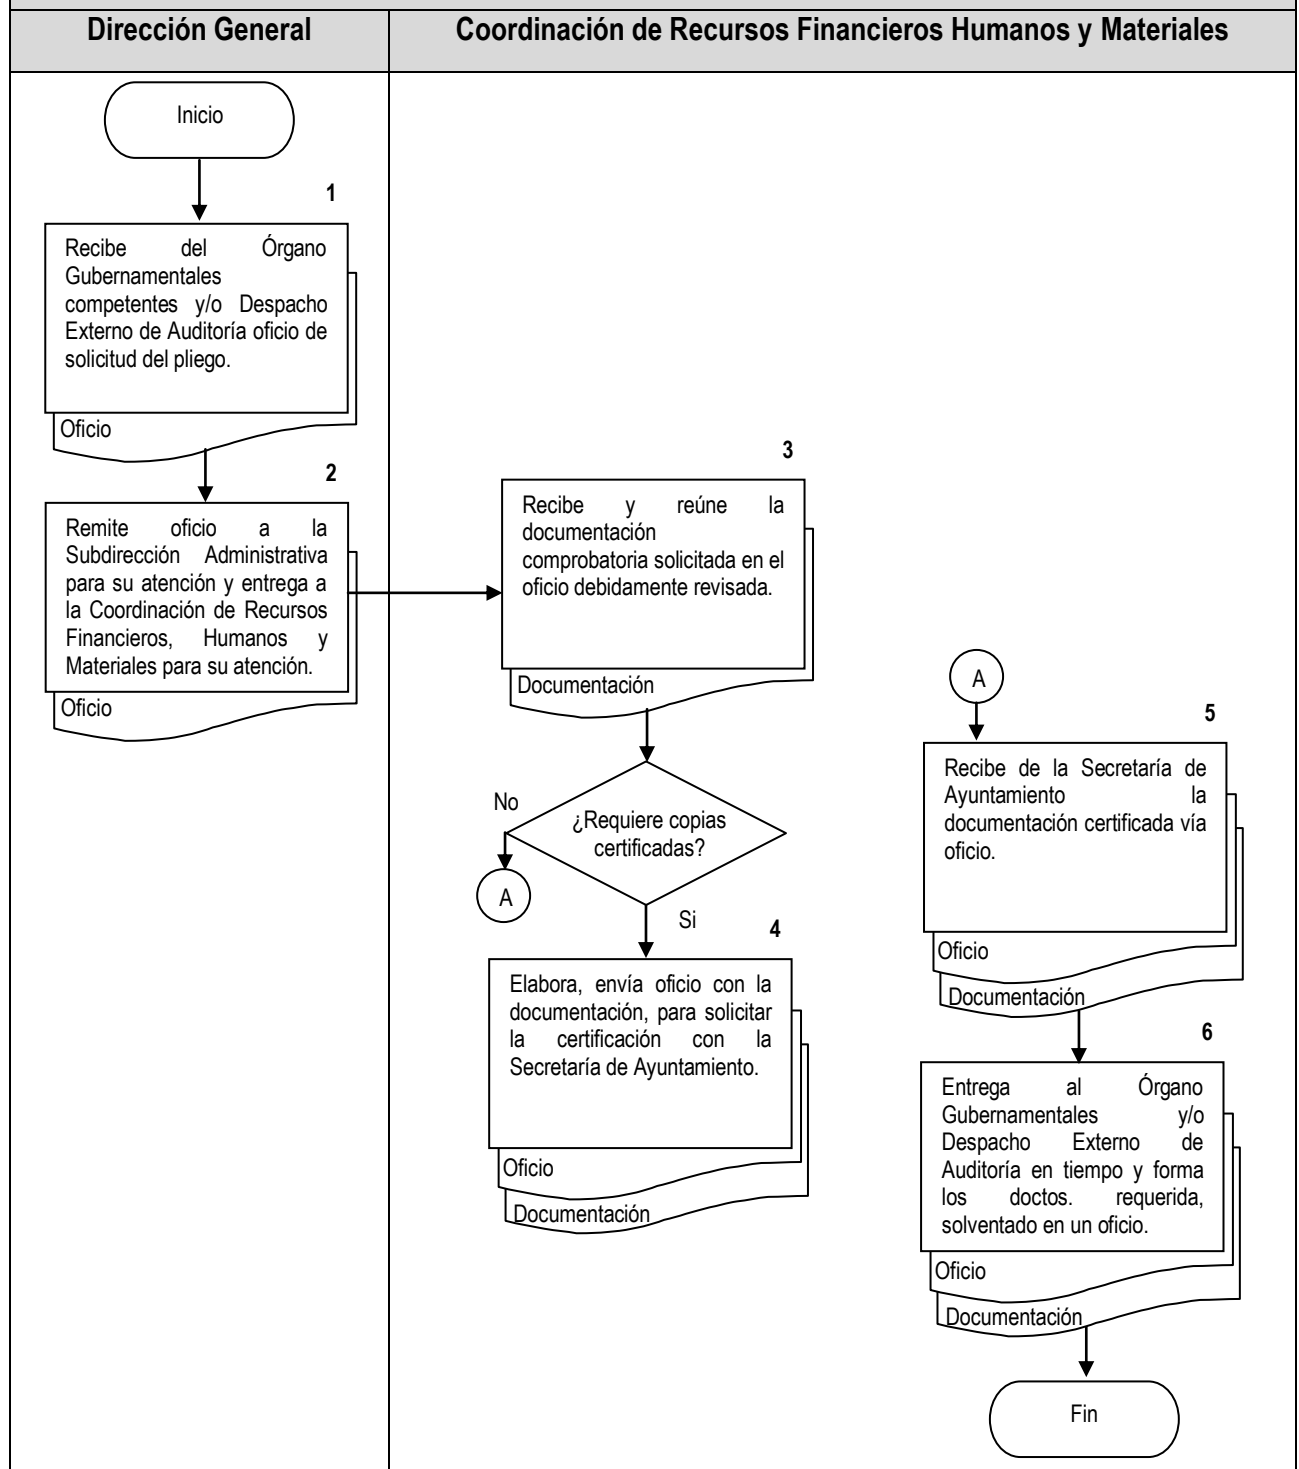 Dirección General
Coordinación de Recursos Financieros Humanos y Materiales
Inicio
1
Recibe del Órgano
Gubernamentales
competentes y/o Despacho
Externo de Auditoría oficio de
solicitud del pliego.
Oficio
2
Remite oficio a la
Subdirección Administrativa
para su atención y entrega a
la Coordinación de Recursos
Financieros, Humanos y
Materiales para su atención.
Oficio
3
Recibe y reúne la
documentación
comprobatoria solicitada en el
oficio debidamente revisada.
Documentación
¿Requiere copias
certificadas?
No
A
Si
4
Elabora, envía oficio con la
documentación, para solicitar
la certificación con la
Secretaría de Ayuntamiento.
Oficio
Documentación
A
5
Recibe de la Secretaría de
Ayuntamiento la
documentación certificada vía
oficio.
Oficio
Documentación
6
Entrega al Órgano
Gubernamentales y/o
Despacho Externo de
Auditoría en tiempo y forma
los doctos. requerida,
solventado en un oficio.
Oficio
Documentación
Fin